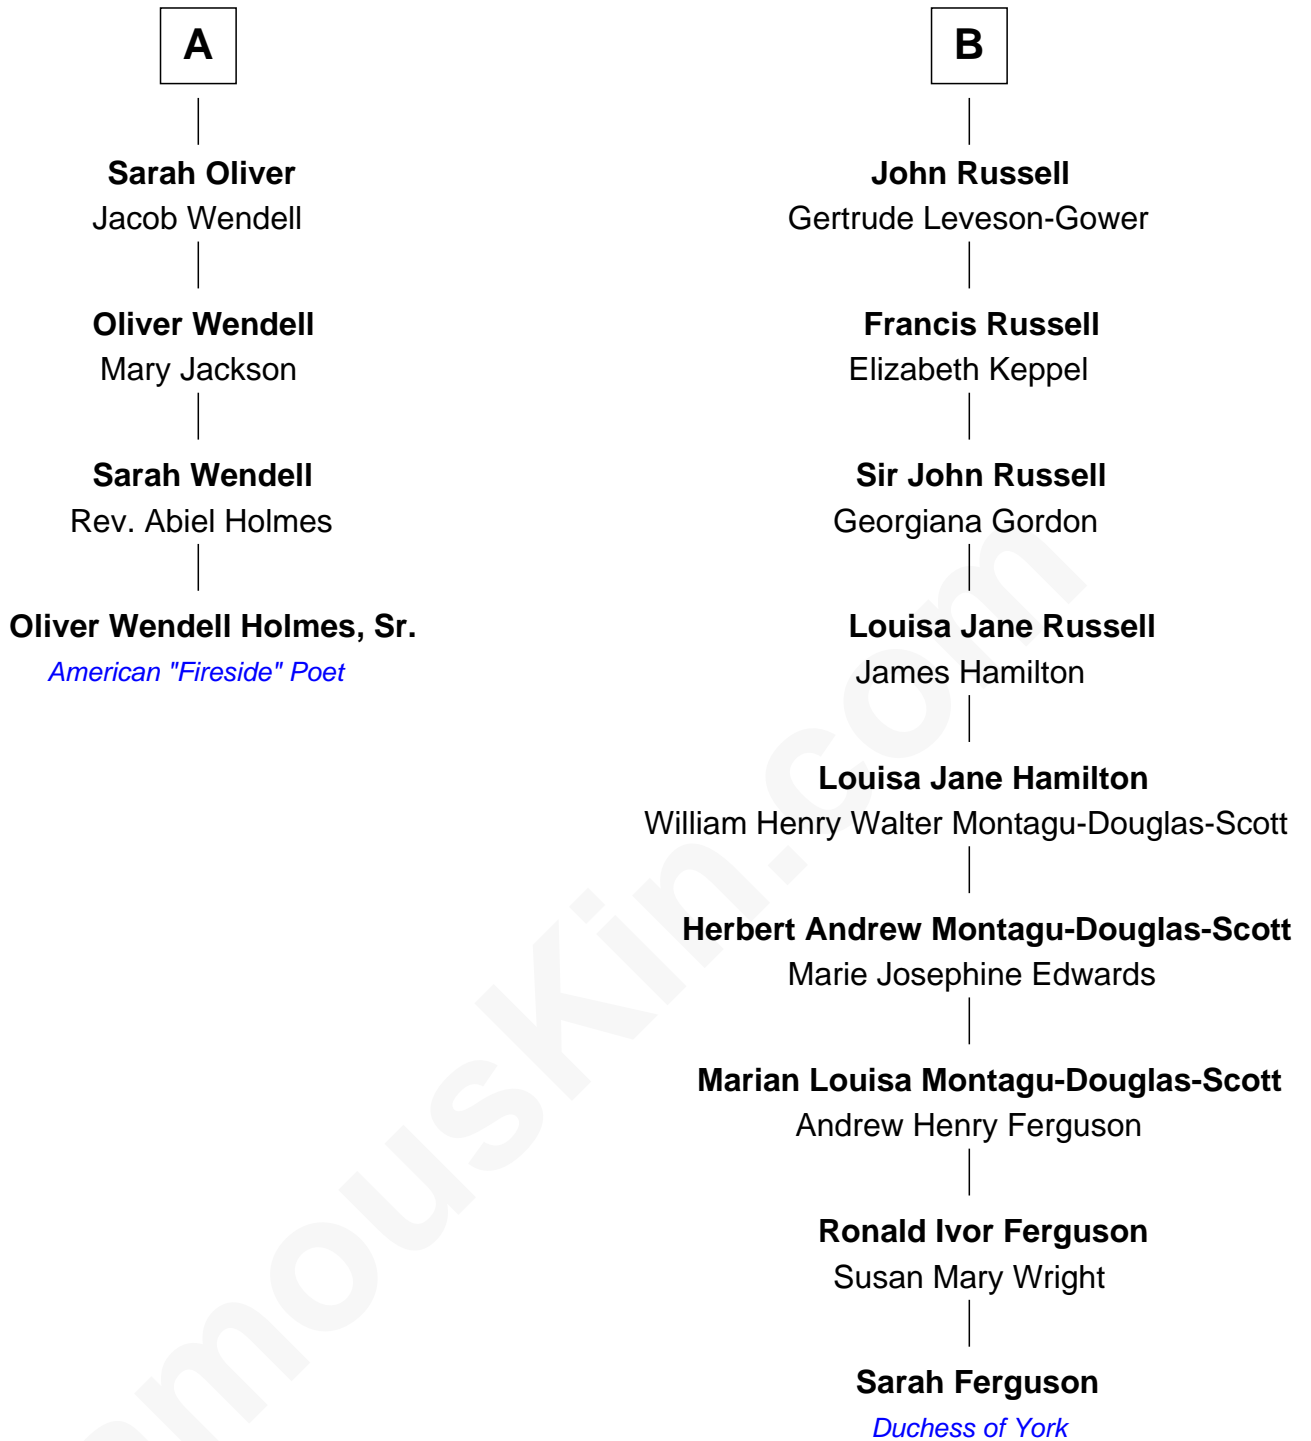 A
Sarah Oliver
Jacob Wendell
Oliver Wendell
Mary Jackson
Sarah Wendell
Rev. Abiel Holmes
Oliver Wendell Holmes, Sr.
American "Fireside" Poet
B
John Russell
Gertrude Leveson-Gower
Francis Russell
Elizabeth Keppel
Sir John Russell
Georgiana Gordon
Louisa Jane Russell
James Hamilton
Louisa Jane Hamilton
William Henry Walter Montagu-Douglas-Scott
Herbert Andrew Montagu-Douglas-Scott
Marie Josephine Edwards
Marian Louisa Montagu-Douglas-Scott
Andrew Henry Ferguson
Ronald Ivor Ferguson
Susan Mary Wright
Sarah Ferguson
Duchess of York
amouskin.com